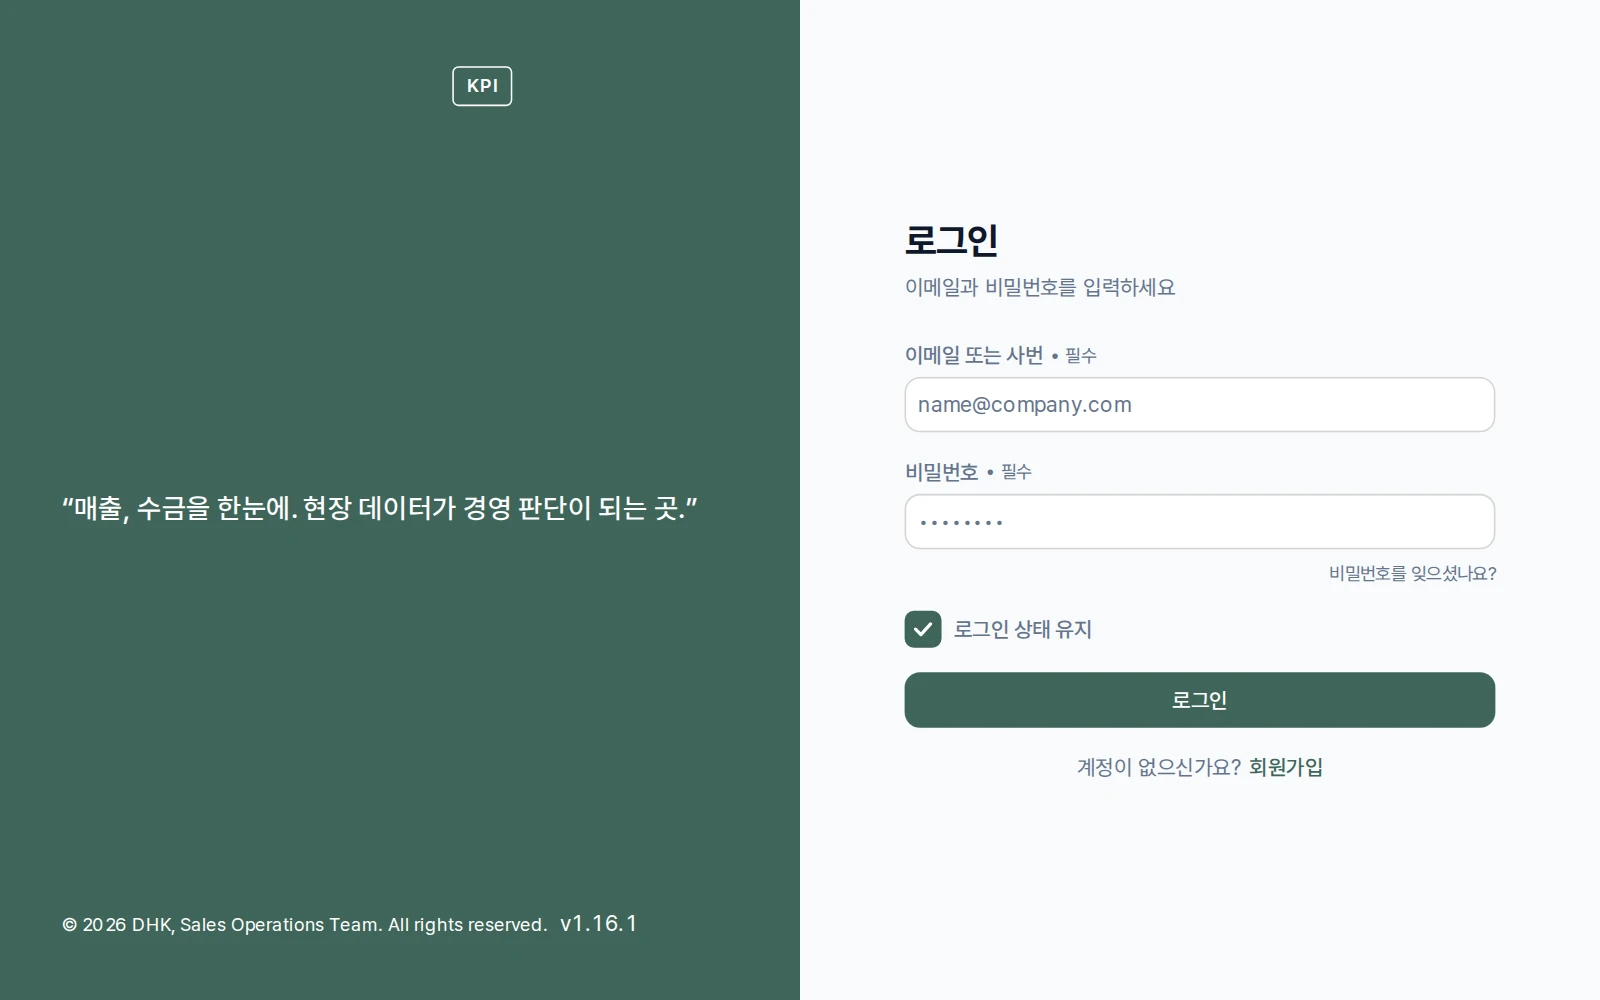 KPI
“매출, 수금을 한눈에. 현장 데이터가 경영 판단이 되는 곳.”
© 2026 DHK, Sales Operations Team. All rights reserved. v1.16.1
로그인
이메일과 비밀번호를 입력하세요
이메일 또는 사번 • 필수
name@company.com
비밀번호 • 필수
••••••••
비밀번호를 잊으셨나요?
로그인 상태 유지
로그인
계정이 없으신가요? 회원가입